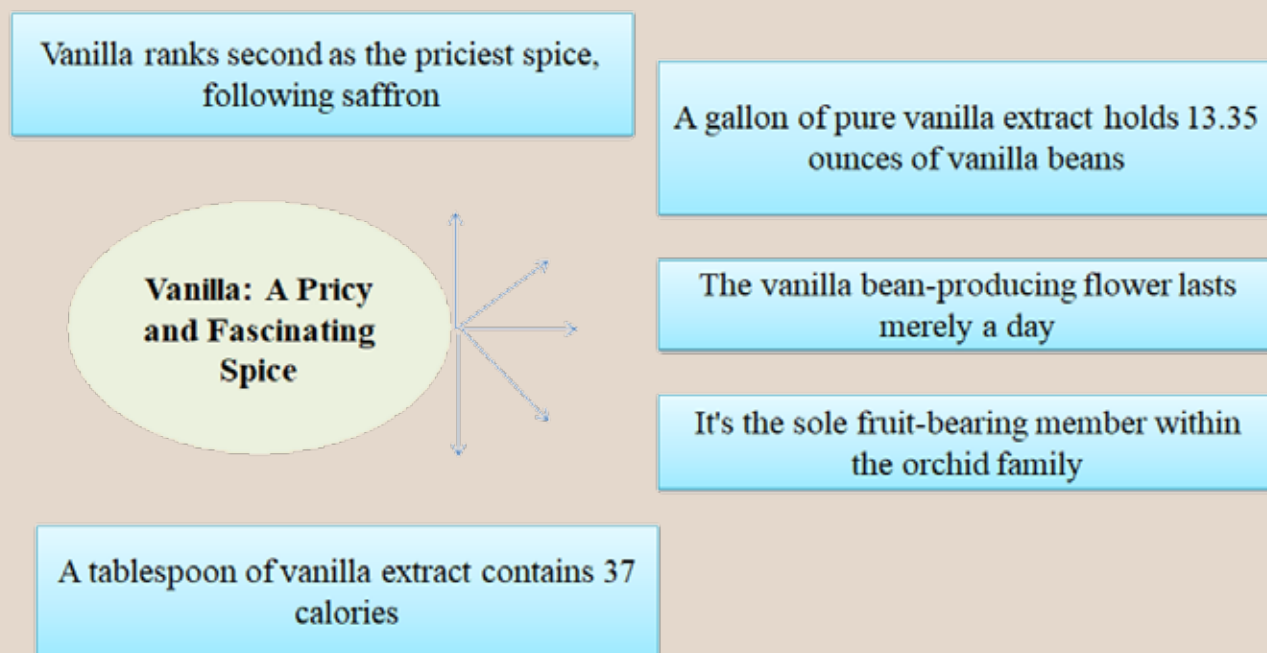 Vanilla ranks second as the priciest spice,
following saffron
A gallon of pure vanilla extract holds 13.35
ounces of vanilla beans
Vanilla: A Pricy
and Fascinating
Spice
The vanilla bean-producing flower lasts
merely a day
It's the sole fruit-bearing member within
the orchid family
A tablespoon of vanilla extract contains 37
calories